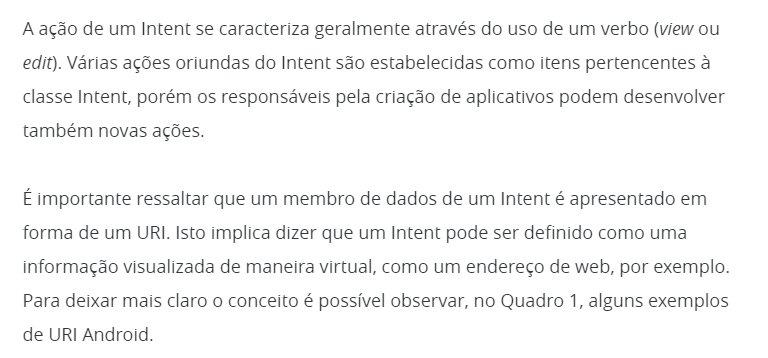 A ação de um Intent se caracteriza geralmente através do uso de um verbo (view ou
edit). Várias ações oriundas do Intent são estabelecidas como itens pertencentes à
classe Intent, porém os responsáveis pela criação de aplicativos podem desenvolver
também novas ações.
É importante ressaltar que um membro de dados de um Intent é apresentado em
forma de um URI. Isto implica dizer que um Intent pode ser definido como uma
informação visualizada de maneira virtual, como um endereço de web, por exemplo.
Para deixar mais claro o conceito é possível observar, no Quadro 1, alguns exemplos
de URI Android.